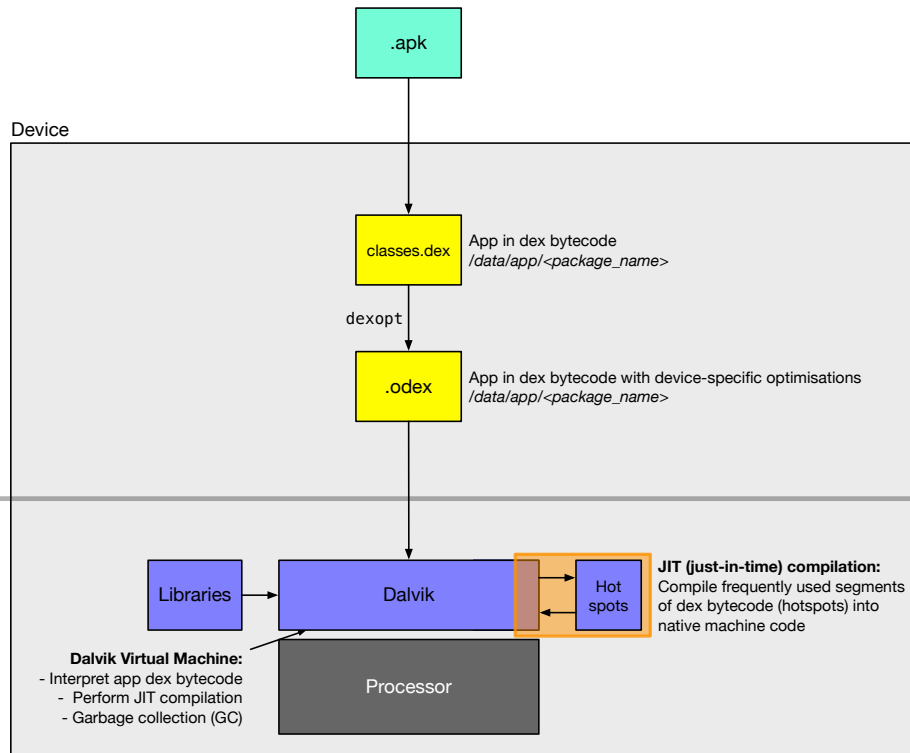 .apk
Device
classes.dex
App in dex bytecode
/data/app/<package_name>
dexopt
.odex
App in dex bytecode with device-specific optimisations
/data/app/<package_name>
Libraries
Dalvik
Hot
spots
JIT (just-in-time) compilation:
Compile frequently used segments
of dex bytecode (hotspots) into
native machine code
Dalvik Virtual Machine:
- Interpret app dex bytecode
- Perform JIT compilation
- Garbage collection (GC)
Processor